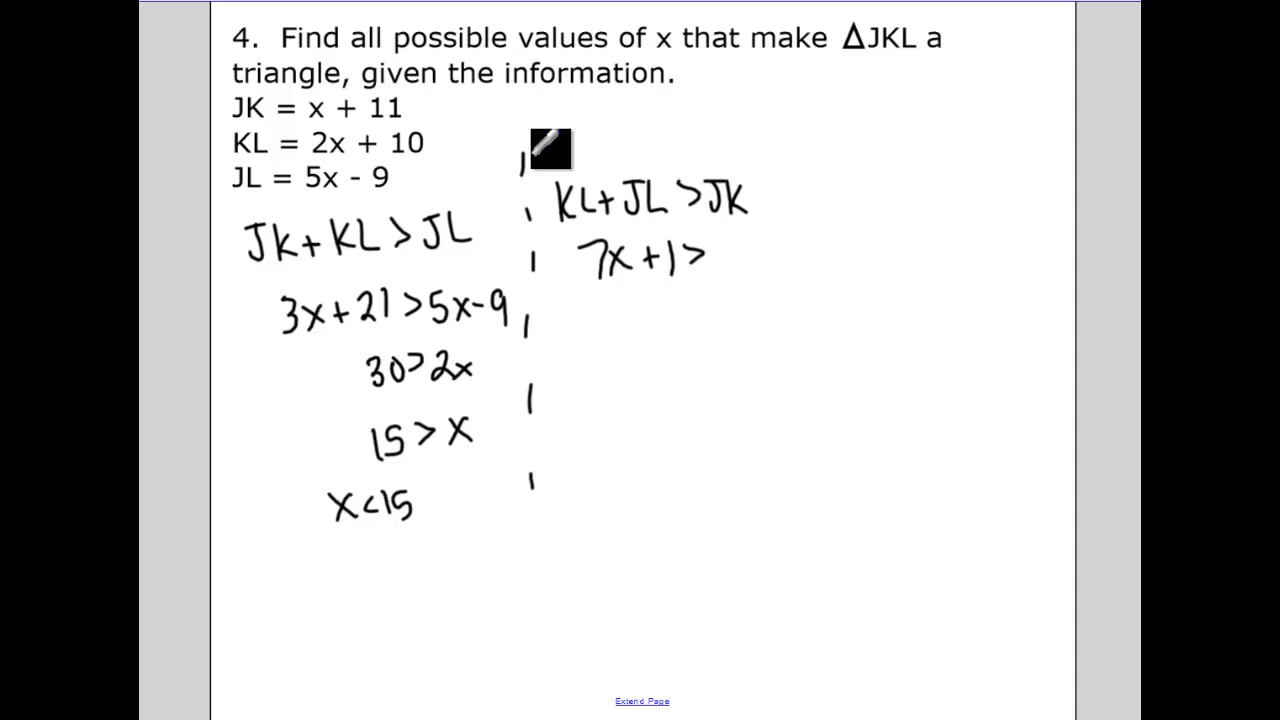 4. Find all possible values of x that make ΔJKL a
triangle, given the information.
JK = x + 11
KL = 2x + 10
JL = 5x - 9
JK+KL>JL
3x+21>5x-9
30>2x
15>x
x<15
KL+JL>JK
7x+1>
Extend Page